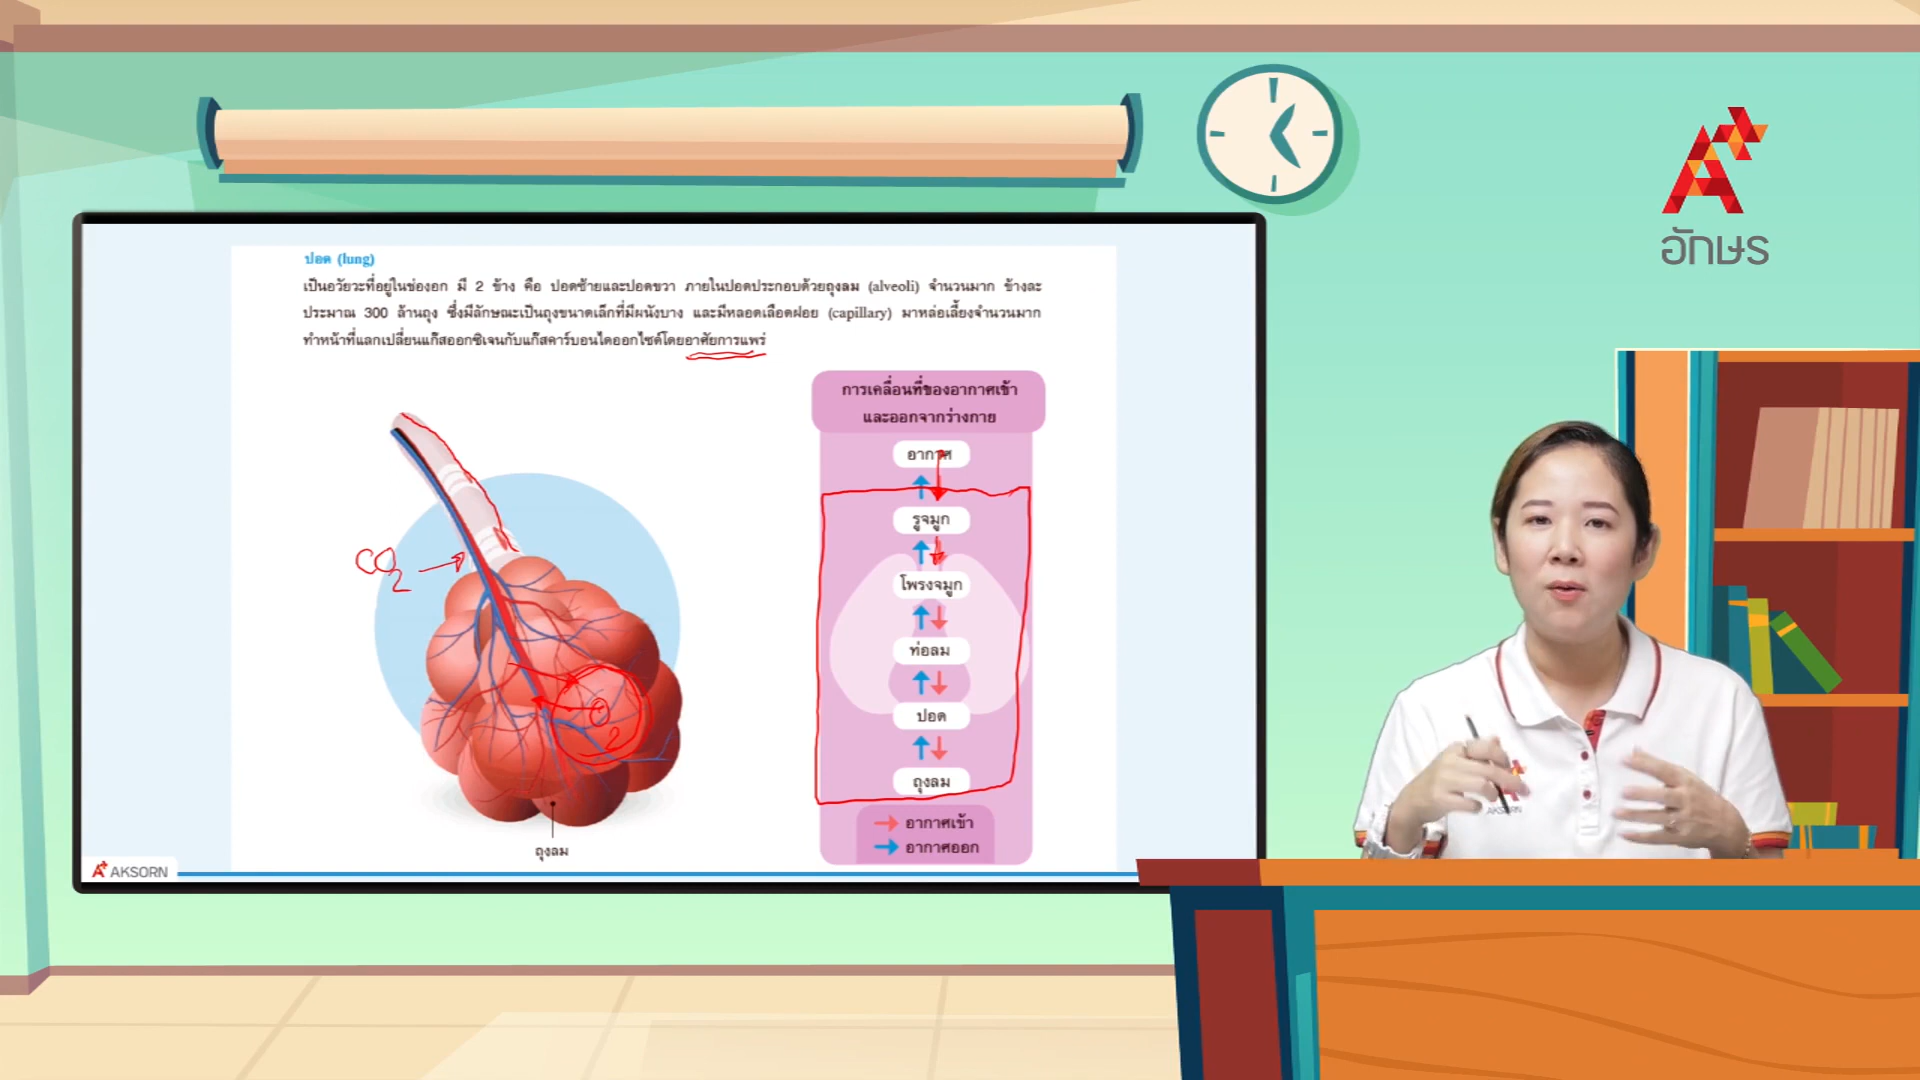 อักษร
ปอด (lung)
เป็นอวัยวะที่อยู่ในช่องอก มี 2 ข้าง คือ ปอดซ้ายและปอดขวา ภายในปอดประกอบด้วยถุงลม (alveoli) จำนวนมาก ข้างละ
ประมาณ 300 ล้านถุง ซึ่งมีลักษณะเป็นถุงขนาดเล็กที่มีผนังบาง และมีหลอดเลือดฝอย (capillary) มาหล่อเลี้ยงจำนวนมาก
ทำหน้าที่แลกเปลี่ยนแก๊สออกซิเจนกับแก๊สคาร์บอนไดออกไซด์โดยอาศัยการแพร่
CO2
O2
ถุงลม
การเคลื่อนที่ของอากาศเข้า
และออกจากร่างกาย
อากาศ
รูจมูก
โพรงจมูก
ท่อลม
ปอด
ถุงลม
อากาศเข้า
อากาศออก
AKSORN
AKSORN